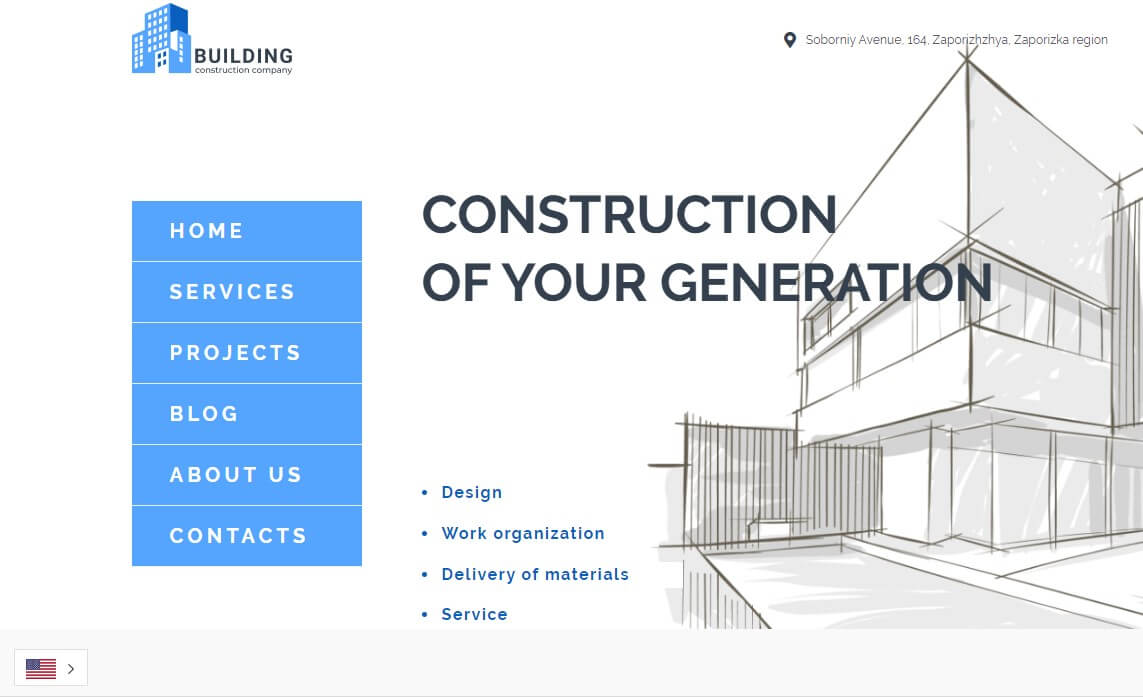 BUILDING
construction company
Soborniy Avenue, 164, Zaporizhzhya, Zaporizka region
HOME
SERVICES
PROJECTS
BLOG
ABOUT US
CONTACTS
CONSTRUCTION
OF YOUR GENERATION
• Design
• Work organization
• Delivery of materials
• Service